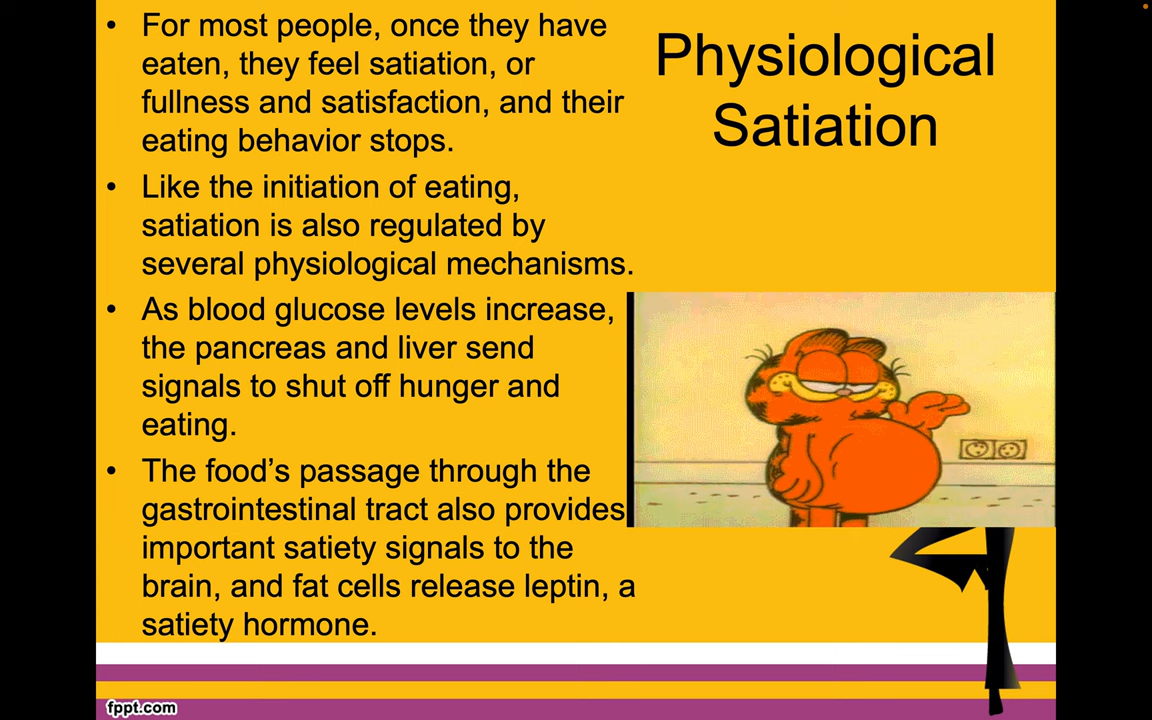 Physiological
Satiation
• For most people, once they have
eaten, they feel satiation, or
fullness and satisfaction, and their
eating behavior stops.
• Like the initiation of eating,
satiation is also regulated by
several physiological mechanisms.
• As blood glucose levels increase,
the pancreas and liver send
signals to shut off hunger and
eating.
• The food’s passage through the
gastrointestinal tract also provides
important satiety signals to the
brain, and fat cells release leptin, a
satiety hormone.
fppt.com